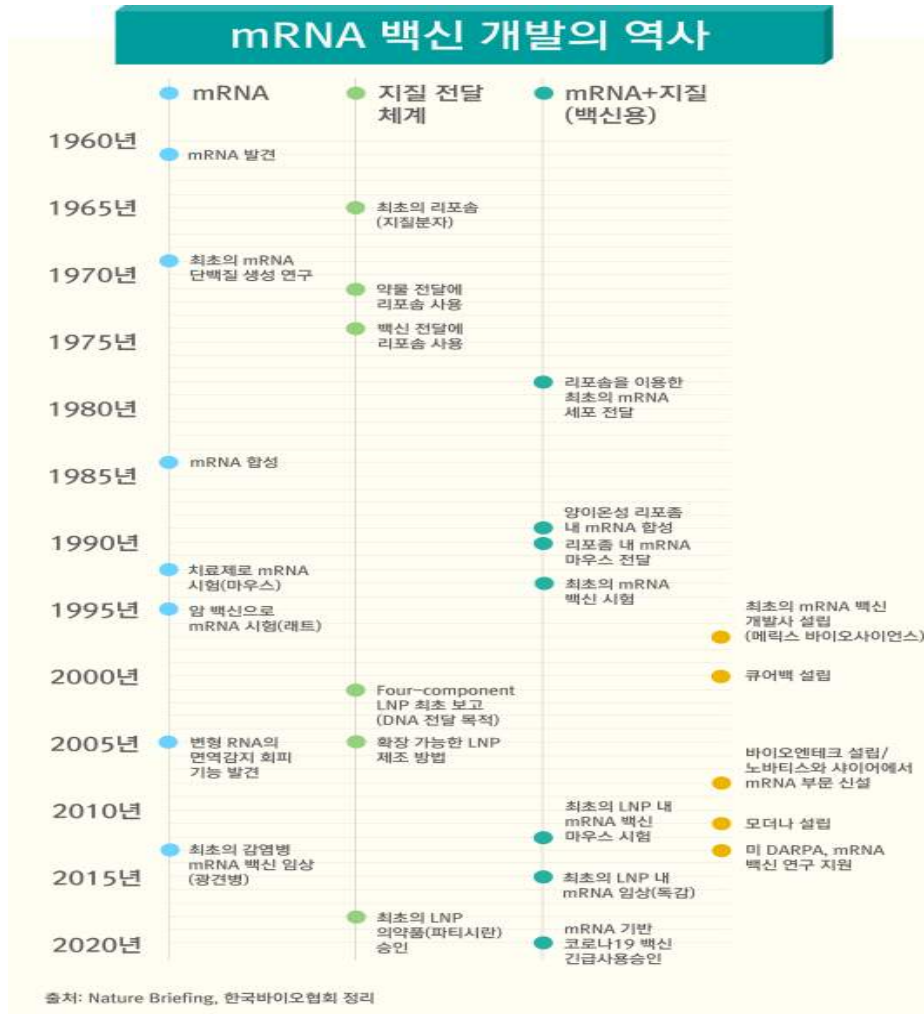 mRNA 백신 개발의 역사
mRNA
지질 전달
체계
mRNA+지질
(백신용)
1960년
mRNA 발견
1965년
최초의 리포솜
(지질분자)
최초의 mRNA
단백질 생성 연구
1970년
약물 전달에
리포솜 사용
백신 전달에
리포솜 사용
1975년
리포솜을 이용한
최초의 mRNA
세포 전달
1980년
mRNA 합성
1985년
양이온성 리포좀
내 mRNA 합성
1990년
리포좀 내 mRNA
마우스 전달
치료제로 mRNA
시험(마우스)
최초의 mRNA
백신 시험
1995년
암 백신으로
mRNA 시험(래트)
최초의 mRNA 백신
개발사 설립
(메릭스 바이오사이언스)
2000년
큐어백 설립
Four-component
LNP 최초 보고
(DNA 전달 목적)
2005년
변형 RNA의
면역감지 회피
기능 발견
확장 가능한 LNP
제조 방법
바이오엔테크 설립/
노바티스와 샤이어에서
mRNA 부문 신설
2010년
최초의 LNP 내
mRNA 백신
마우스 시험
모더나 설립
최초의 감염병
mRNA 백신 임상
(광견병)
미 DARPA, mRNA
백신 연구 지원
2015년
최초의 LNP 내
mRNA 임상(독감)
최초의 LNP
의약품(파티시란)
승인
2020년
mRNA 기반
코로나19 백신
긴급사용승인
출처: Nature Briefing, 한국바이오협회 정리